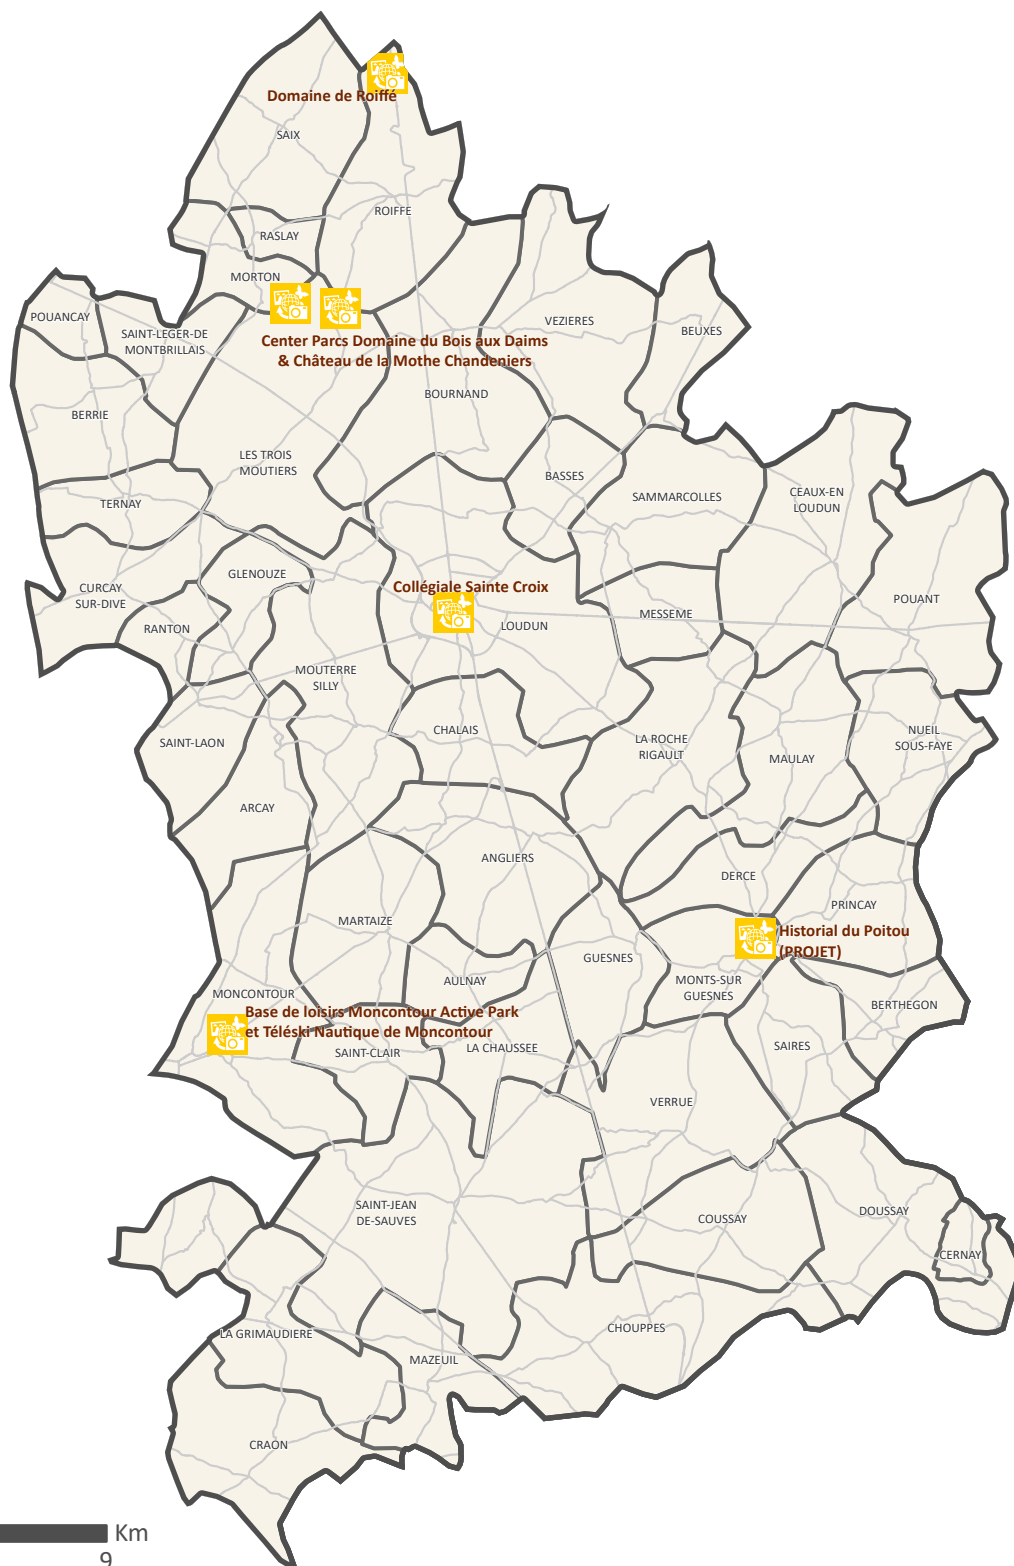 Domaine de Roiffé
SAIX
ROIFFE
RASLAY
MORTON
POUANCAY
SAINT-LEGER-DE
MONTBRILLAIS
VEZIERES
BEUXES
Center Parcs Domaine du Bois aux Daims
& Château de la Mothe Chandeniers
BOURNAND
BERRIE
LES TROIS
MOUTIERS
BASSES
SAMMARCOLLES
CEAUX-EN
LOUDUN
TERNAY
GLENOUZE
CURCAY
SUR-DIVE
Collégiale Sainte Croix
POUANT
RANTON
LOUDUN
MESSEME
MOUTERRE
SILLY
SAINT-LAON
CHALAIS
LA ROCHE
RIGAULT
MAULAY
NUEIL
SOUS-FAYE
ARCAY
ANGLIERS
DERCE
PRINCAY
MARTAIZE
Historial du Poitou
(PROJET)
GUESNES
AULNAY
MONTS-SUR
GUESNES
BERTHEGON
MONCONTOUR
Base de loisirs Moncontour Active Park
et Téléski Nautique de Moncontour
SAINT-CLAIR
LA CHAUSSEE
SAIRES
VERRUE
SAINT-JEAN
DE-SAUVES
COUSSAY
DOUSSAY
CERNAY
LA GRIMAUDIERE
CHOUPPES
MAZEUIL
CRAON
Km
9